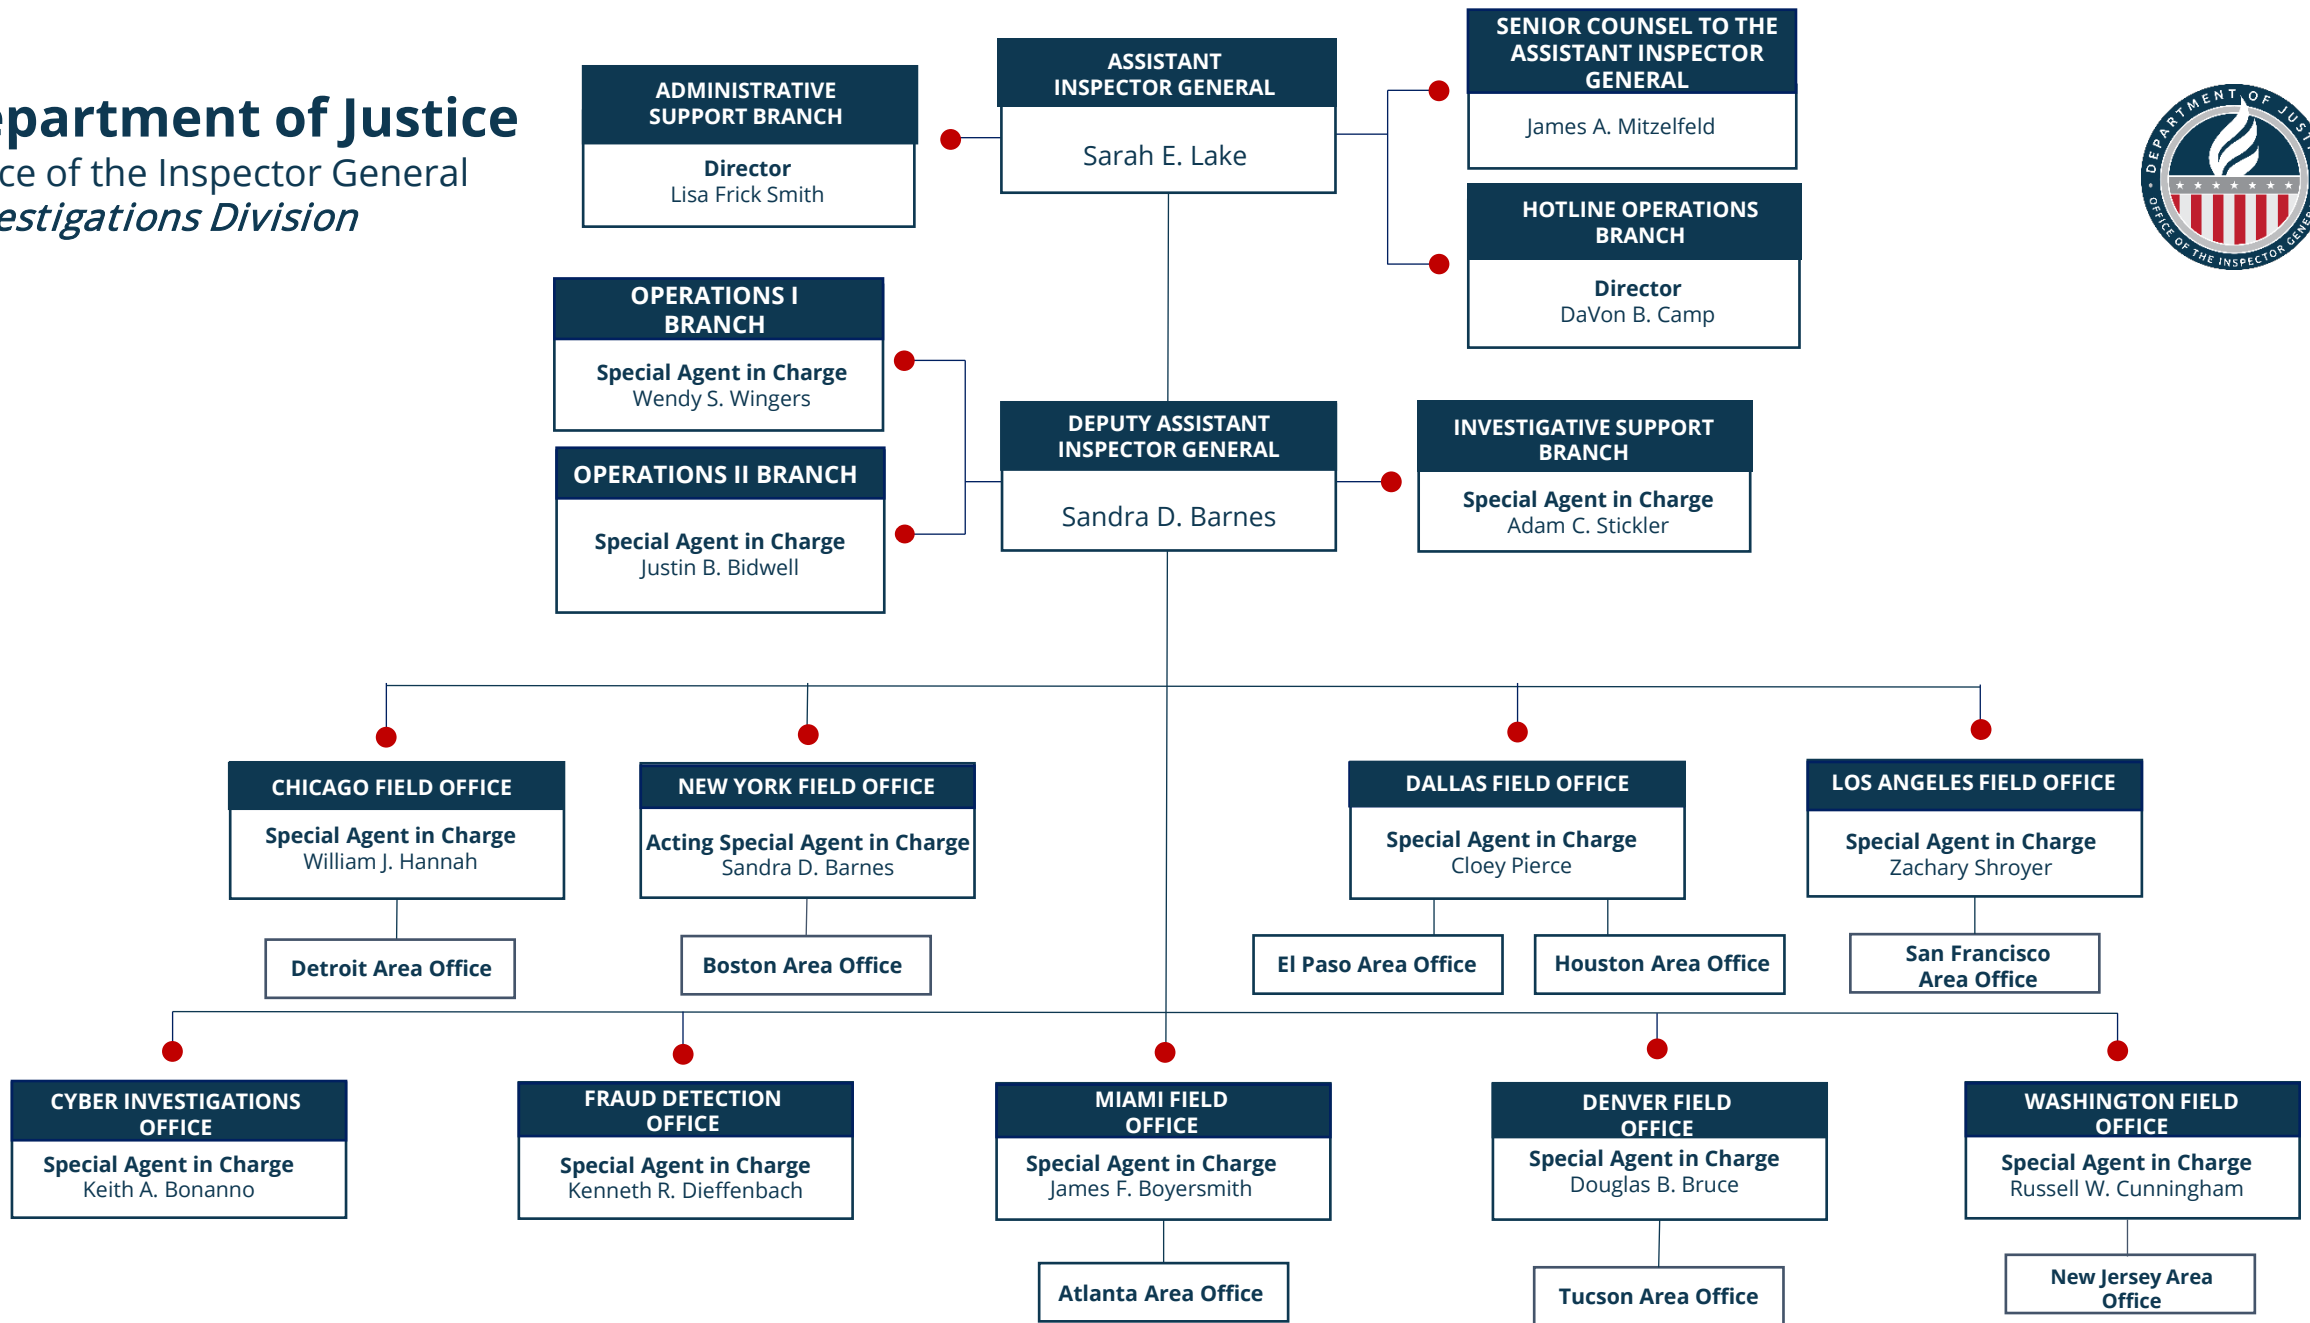 epartment of Justice
ce of the Inspector General
estigations Division
ADMINISTRATIVE
SUPPORT BRANCH
Director
Lisa Frick Smith
ASSISTANT
INSPECTOR GENERAL
Sarah E. Lake
SENIOR COUNSEL TO THE
ASSISTANT INSPECTOR
GENERAL
James A. Mitzelfeld
HOTLINE OPERATIONS
BRANCH
Director
DaVon B. Camp
DEPARTMENT OF JUSTI
OFFICE OF THE INSPECTOR GENER
OPERATIONS I
BRANCH
Special Agent in Charge
Wendy S. Wingers
OPERATIONS II BRANCH
Special Agent in Charge
Justin B. Bidwell
DEPUTY ASSISTANT
INSPECTOR GENERAL
Sandra D. Barnes
INVESTIGATIVE SUPPORT
BRANCH
Special Agent in Charge
Adam C. Stickler
CHICAGO FIELD OFFICE
Special Agent in Charge
William J. Hannah
Detroit Area Office
NEW YORK FIELD OFFICE
Acting Special Agent in Charge
Sandra D. Barnes
Boston Area Office
DALLAS FIELD OFFICE
Special Agent in Charge
Cloey Pierce
El Paso Area Office
Houston Area Office
LOS ANGELES FIELD OFFICE
Special Agent in Charge
Zachary Shroyer
San Francisco
Area Office
CYBER INVESTIGATIONS
OFFICE
Special Agent in Charge
Keith A. Bonanno
FRAUD DETECTION
OFFICE
Special Agent in Charge
Kenneth R. Dieffenbach
MIAMI FIELD
OFFICE
Special Agent in Charge
James F. Boyersmith
Atlanta Area Office
DENVER FIELD
OFFICE
Special Agent in Charge
Douglas B. Bruce
Tucson Area Office
WASHINGTON FIELD
OFFICE
Special Agent in Charge
Russell W. Cunningham
New Jersey Area
Office